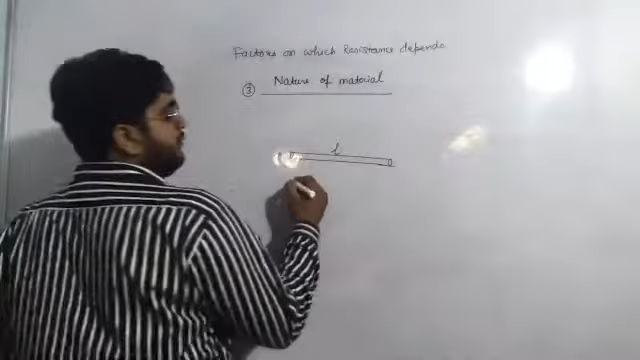 Factors on which Resistance depends
③ Nature of material
l